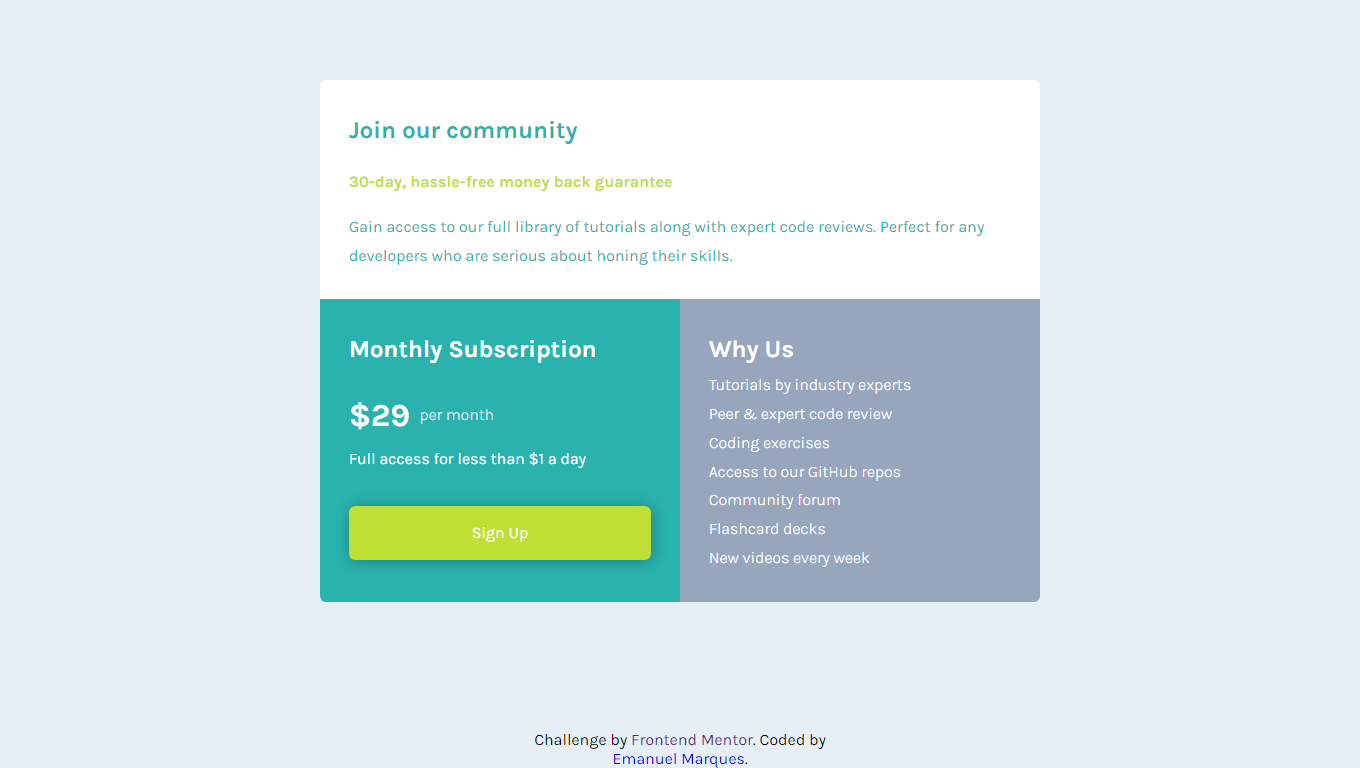 Join our community
30-day, hassle-free money back guarantee
Gain access to our full library of tutorials along with expert code reviews. Perfect for any
developers who are serious about honing their skills.
Monthly Subscription
$29 per month
Full access for less than $1 a day
Sign Up
Why Us
Tutorials by industry experts
Peer & expert code review
Coding exercises
Access to our GitHub repos
Community forum
Flashcard decks
New videos every week
Challenge by Frontend Mentor. Coded by
Emanuel Marques.